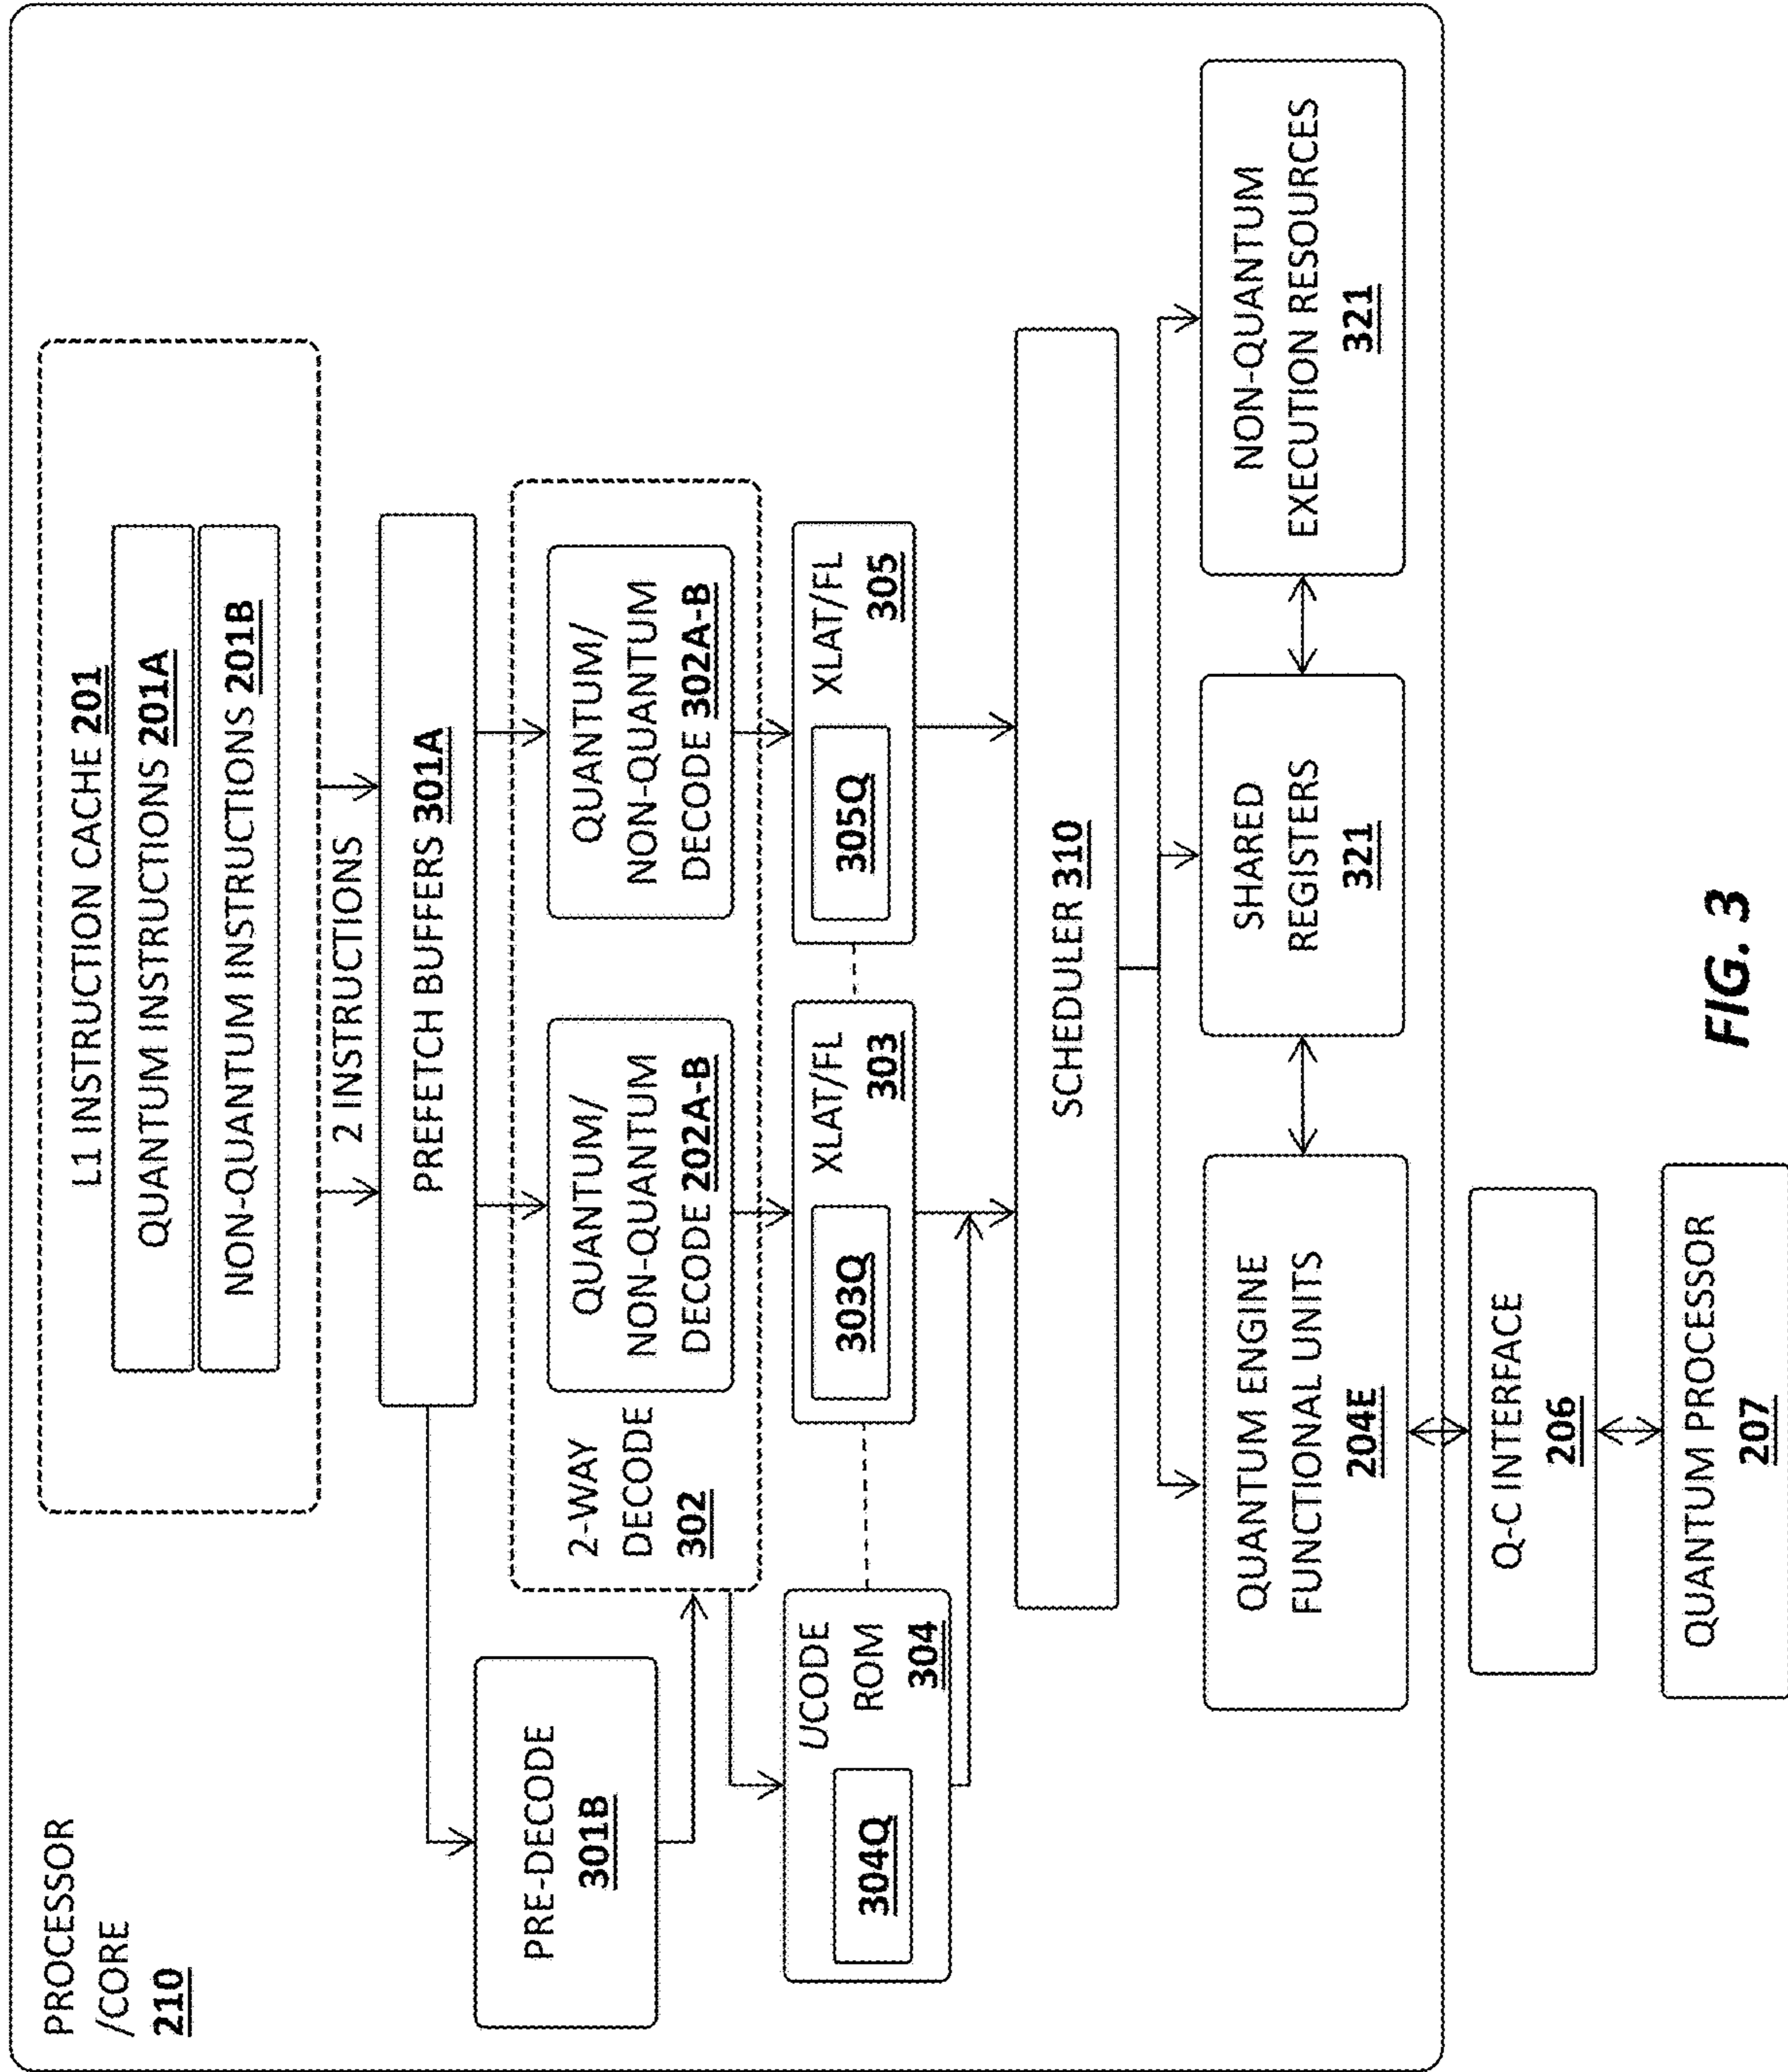 PROCESSOR
/CORE
210
L1 INSTRUCTION CACHE 201
QUANTUM INSTRUCTIONS 201A
NON-QUANTUM INSTRUCTIONS 201B
2 INSTRUCTIONS
PREFETCH BUFFERS 301A
PRE-DECODE
301B
2-WAY
DECODE
302
QUANTUM/
NON-QUANTUM
DECODE 202A-B
QUANTUM/
NON-QUANTUM
DECODE 302A-B
UCODE
ROM
304
304Q
XLAT/FL
303
303Q
XLAT/FL
305
305Q
SCHEDULER 310
QUANTUM ENGINE
FUNCTIONAL UNITS
204E
SHARED
REGISTERS
321
NON-QUANTUM
EXECUTION RESOURCES
321
Q-C INTERFACE
206
QUANTUM PROCESSOR
207
FIG. 3